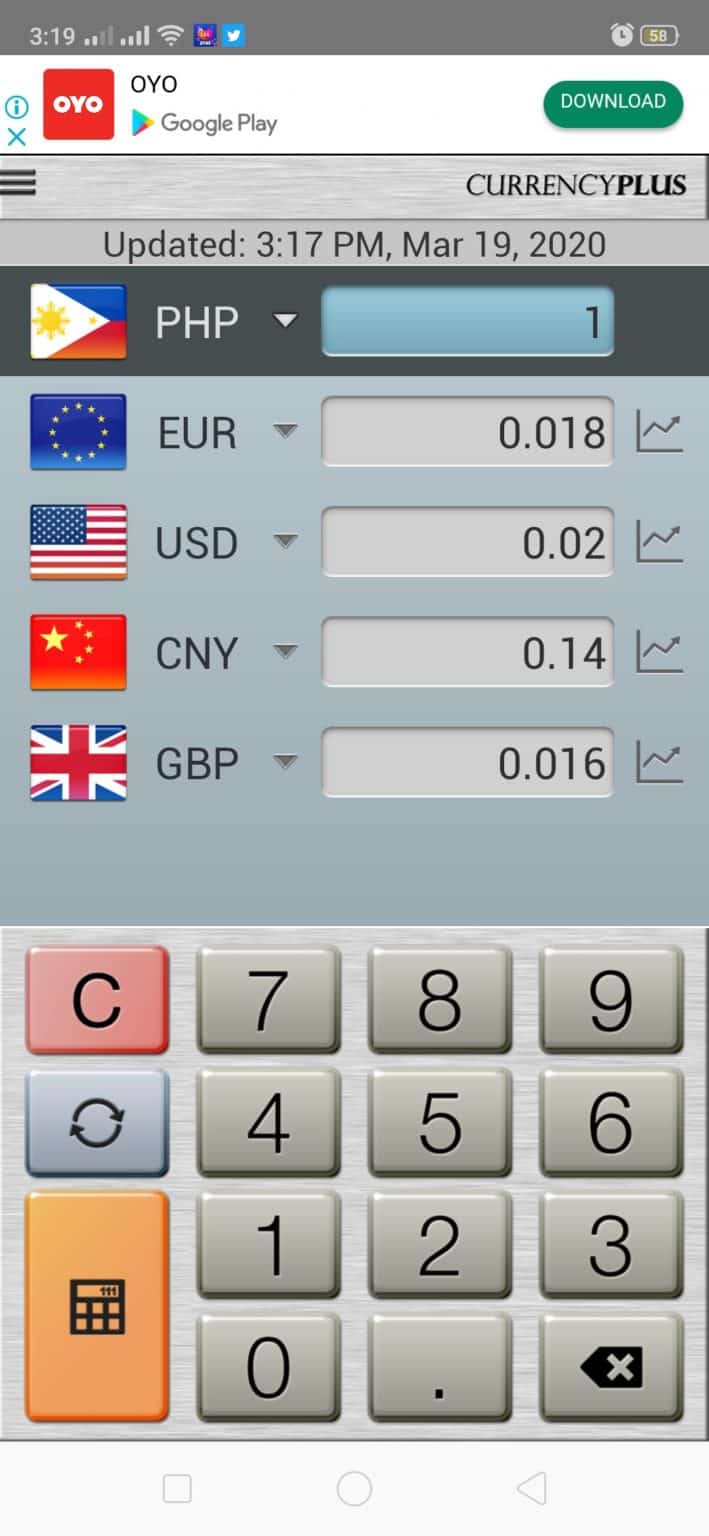 3:19
58
OYO
OYO
Google Play
DOWNLOAD
CURRENCYPLUS
Updated: 3:17 PM, Mar 19, 2020
PHP 1
EUR 0.018
USD 0.02
CNY 0.14
GBP 0.016
C 7 8 9
4 5 6
1 2 3
0 .